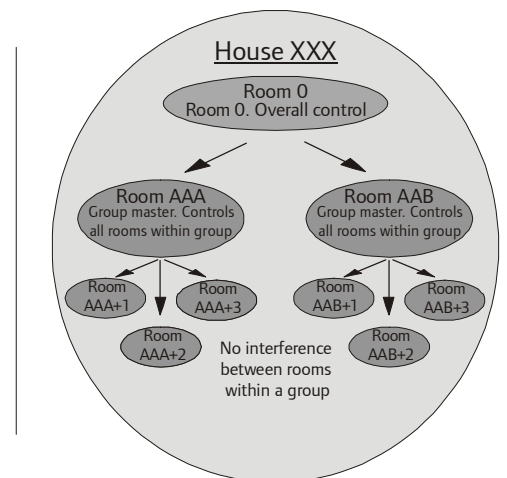 House XXX
Room 0
Room 0. Overall control
Room AAA
Group master. Controls
all rooms within group
Room AAB
Group master. Controls
all rooms within group
Room
AAA+1
Room
AAA+2
Room
AAA+3
Room
AAB+1
Room
AAB+2
Room
AAB+3
No interference
between rooms
within a group